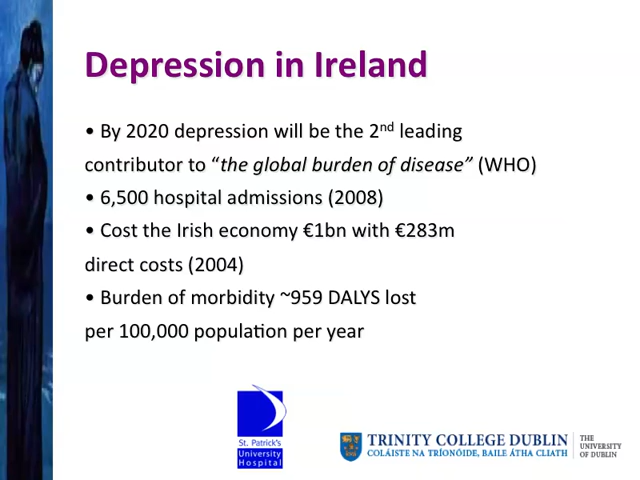 Depression in Ireland
• By 2020 depression will be the 2nd leading
contributor to “the global burden of disease” (WHO)
• 6,500 hospital admissions (2008)
• Cost the Irish economy €1bn with €283m
direct costs (2004)
• Burden of morbidity ~959 DALYS lost
per 100,000 population per year
St. Patrick's
University
Hospital
TRINITY COLLEGE DUBLIN
COLÁISTE NA TRÍONÓIDE, BAILE ÁTHA CLIATH
THE
UNIVERSITY
OF DUBLIN